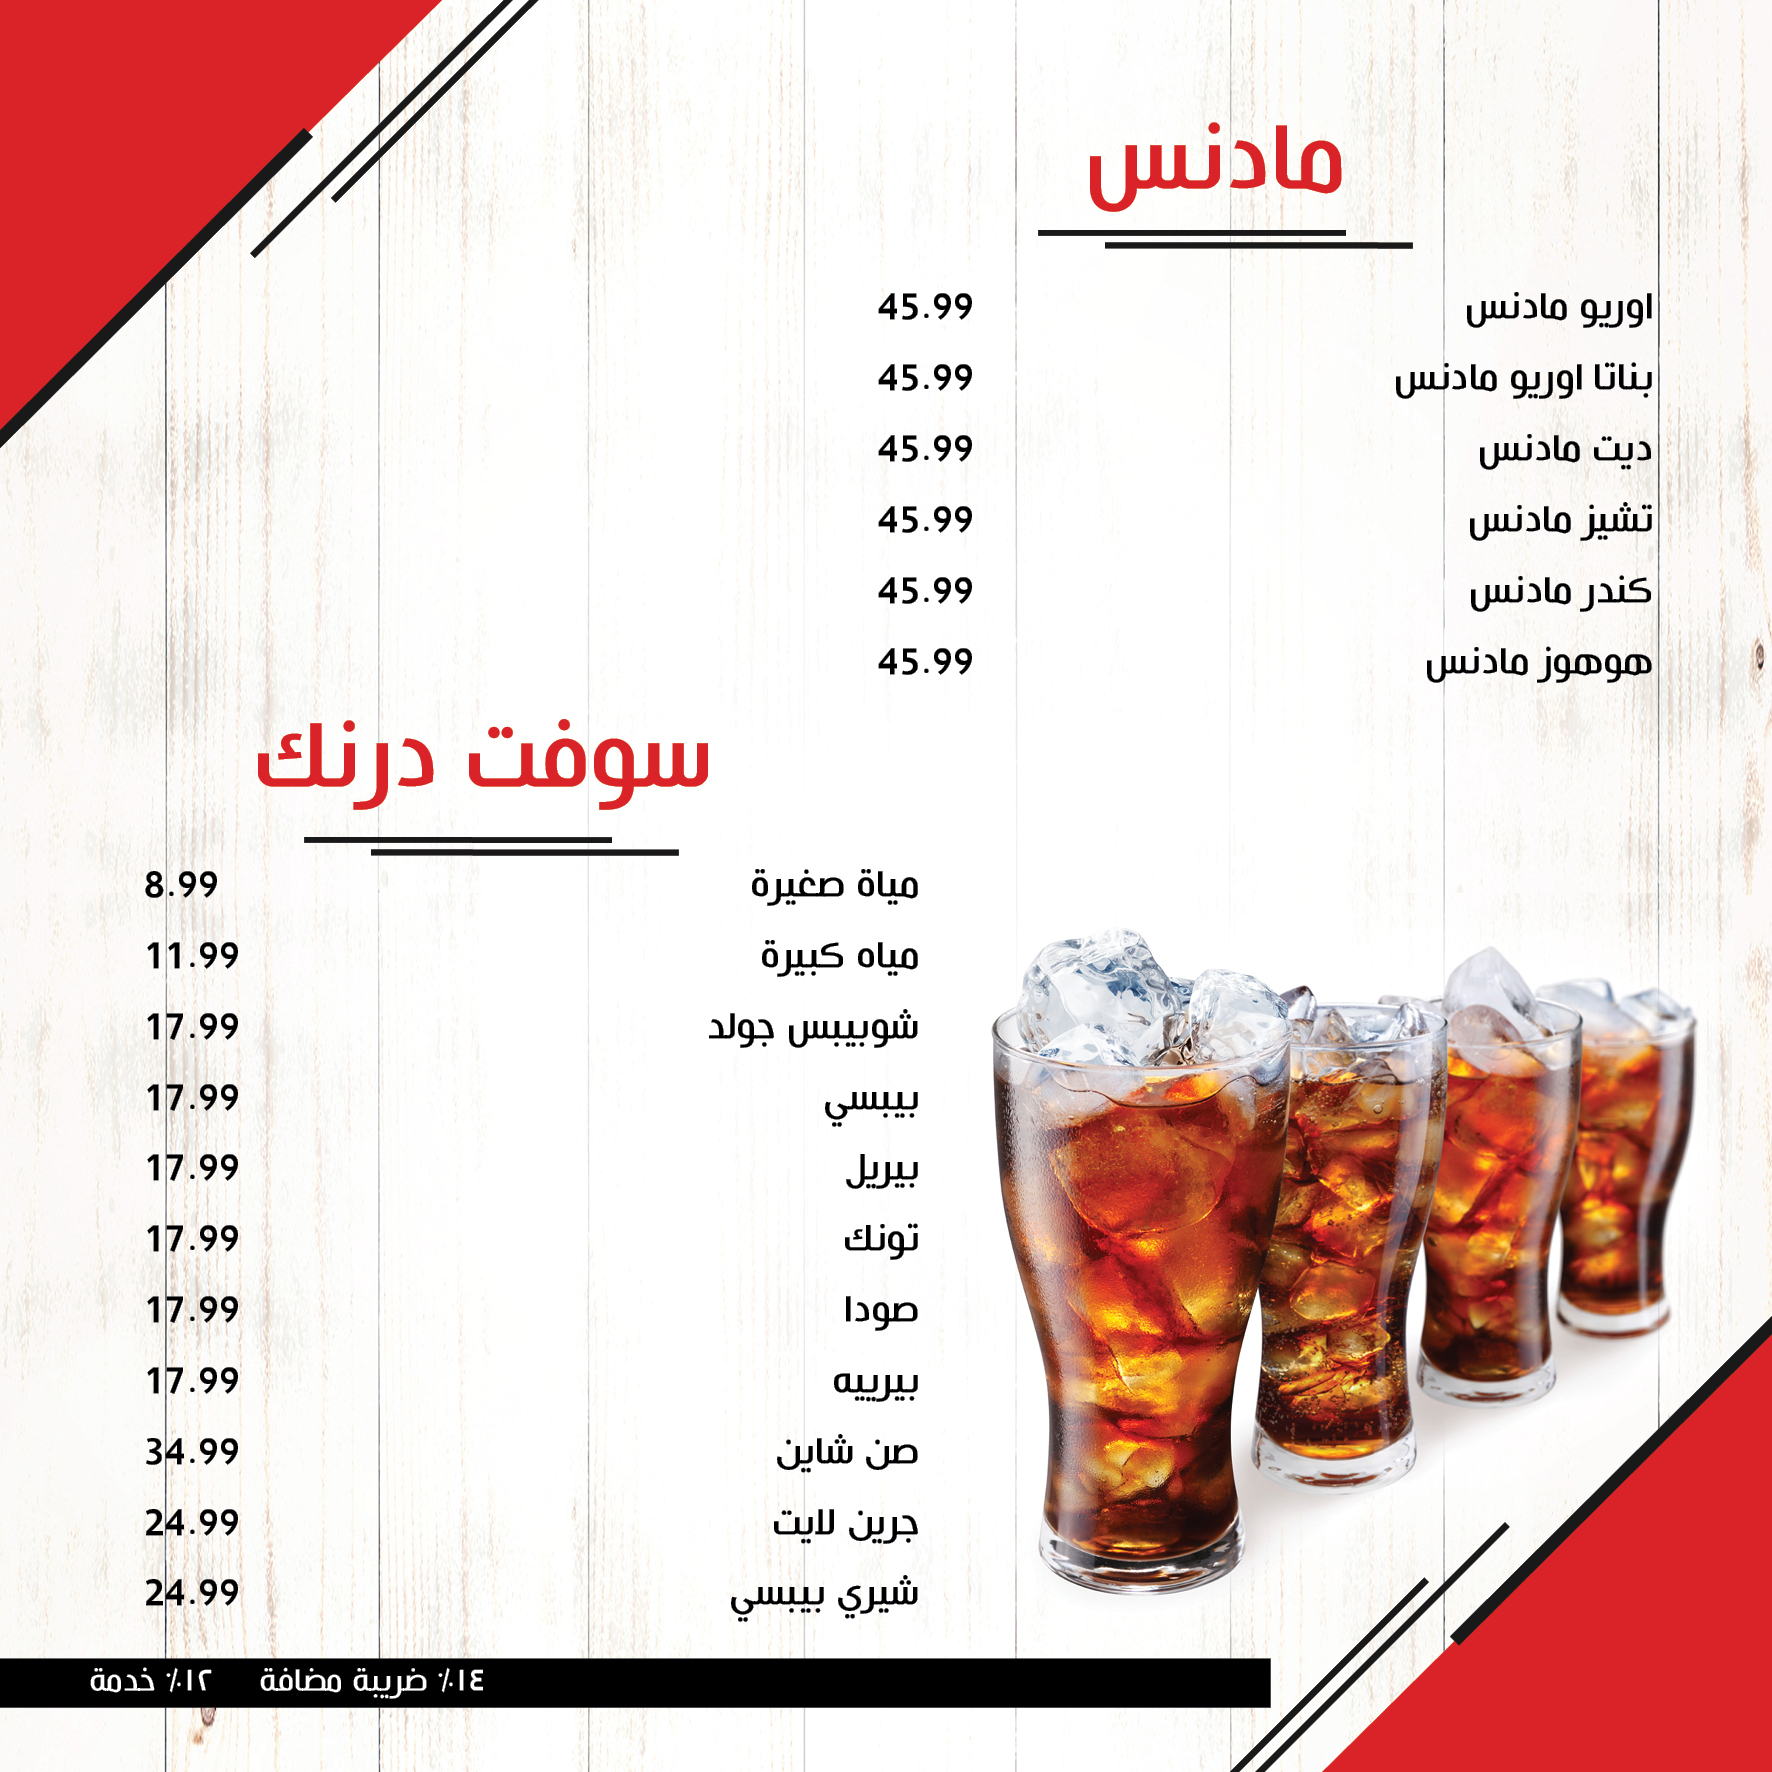 مادنس
اوريو مادنس 45.99
بناتا اوريو مادنس 45.99
ديت مادنس 45.99
تشيز مادنس 45.99
كندر مادنس 45.99
هوهوز مادنس 45.99
سوفت درنك
مياة صغيرة 8.99
مياه كبيرة 11.99
شوبيبس جولد 17.99
بيبسي 17.99
بيريل 17.99
تونك 17.99
صودا 17.99
بيرييه 17.99
صن شاين 34.99
جرين لايت 24.99
شيري بيبسي 24.99
١٤٪ ضريبة مضافة ١٢٪ خدمة